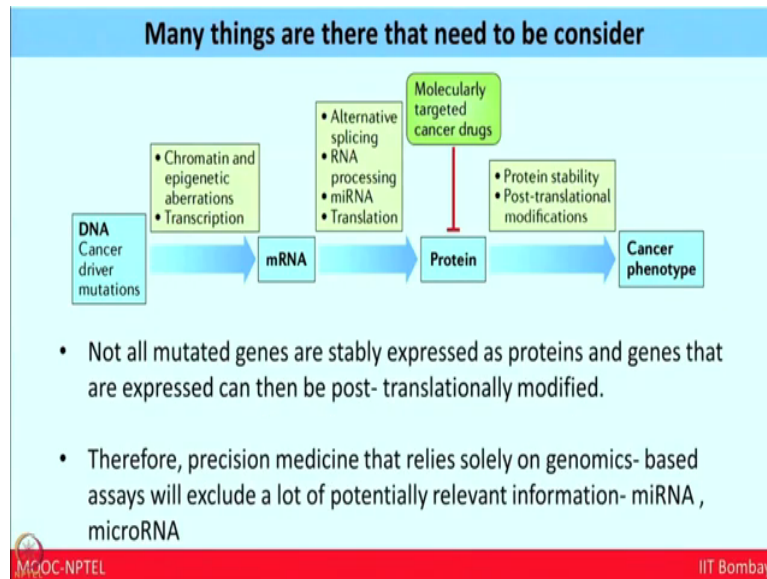 Many things are there that need to be consider
Molecularly
targeted
cancer drugs
• Alternative
splicing
• RNA
processing
• miRNA
• Translation
• Chromatin and
epigenetic
aberrations
• Transcription
• Protein stability
• Post-translational
modifications
DNA
Cancer
driver
mutations
mRNA
Protein
Cancer
phenotype
• Not all mutated genes are stably expressed as proteins and genes that
are expressed can then be post- translationally modified.
• Therefore, precision medicine that relies solely on genomics- based
assays will exclude a lot of potentially relevant information- miRNA ,
microRNA
MOOC-NPTEL
IIT Bombay
NPTEL